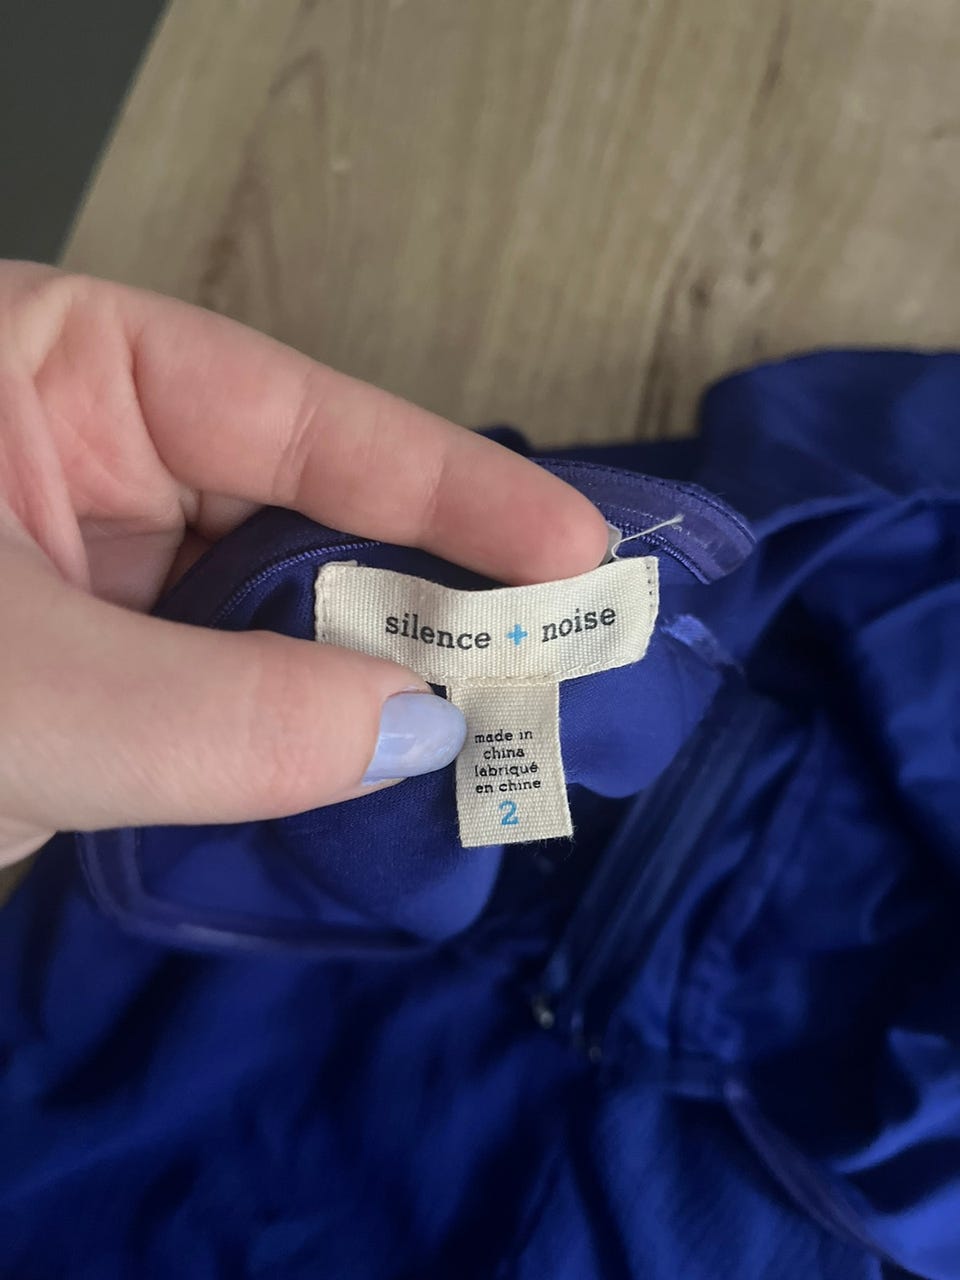 silence + noise
made in
china
fabriqué
en chine
2